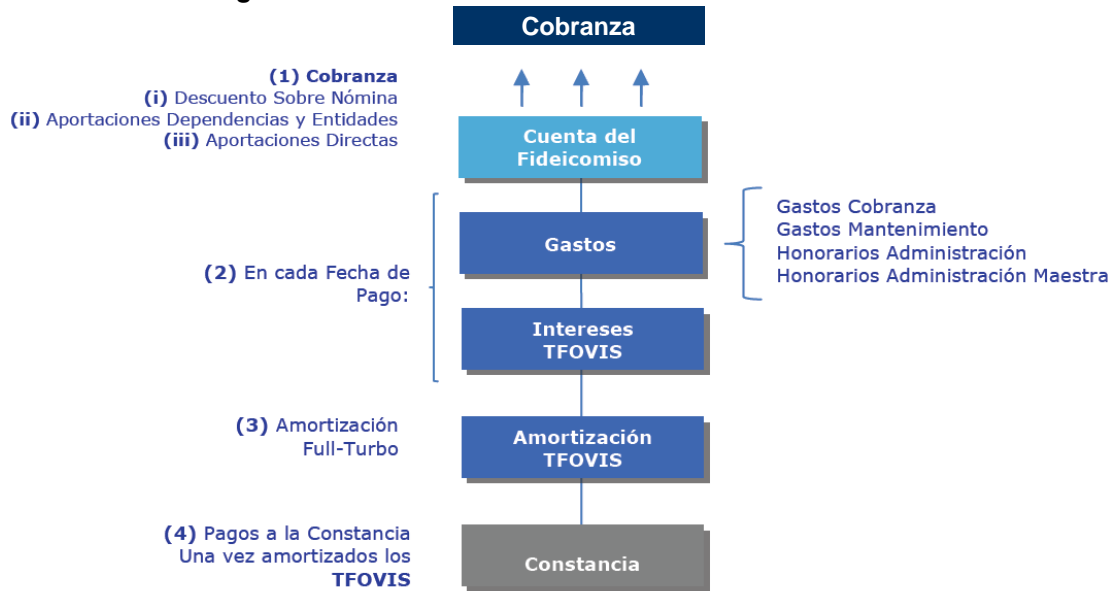 Cobranza
(1) Cobranza
(i) Descuento Sobre Nómina
(ii) Aportaciones Dependencias y Entidades
(iii) Aportaciones Directas
Cuenta del
Fideicomiso
(2) En cada Fecha de
Pago:
Gastos
Gastos Cobranza
Gastos Mantenimiento
Honorarios Administración
Honorarios Administración Maestra
Intereses
TFOVIS
(3) Amortización
Full-Turbo
Amortización
TFOVIS
(4) Pagos a la Constancia
Una vez amortizados los
TFOVIS
Constancia